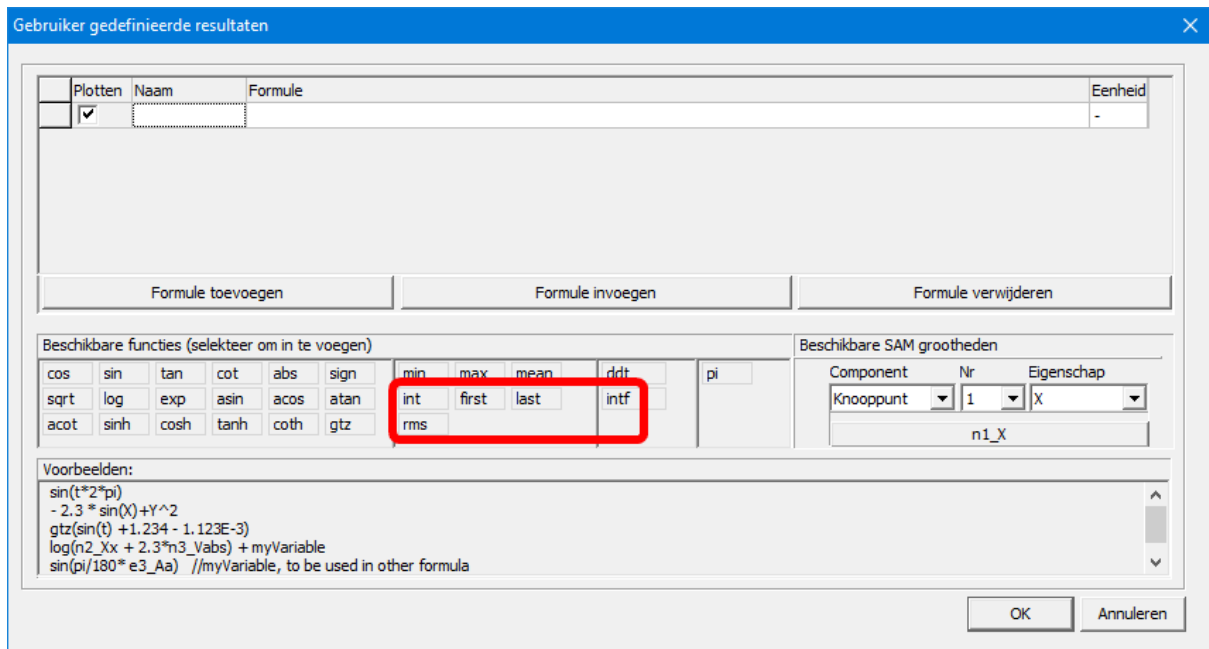 Gebruiker gedefinieerde resultaten
Plotten Naam Formule Eenheid
-
Formule toevoegen Formule invoegen Formule verwijderen
Beschikbare functies (selekteer om in te voegen) Beschikbare SAM grootheden
cos sin tan cot abs sign min max mean ddt pi Component Nr Eigenschap
sqrt log exp asin acos atan int first last intf Knooppunt 1 X
acot sinh cosh tanh coth gtz rms n1_X
Voorbeelden:
sin(t*2*pi)
- 2.3 * sin(X)+Y^2
gtz(sin(t) +1.234 - 1.123E-3)
log(n2_Xx + 2.3*n3_Vabs) + myVariable
sin(pi/180* e3_Aa) //myVariable, to be used in other formula
OK Annuleren